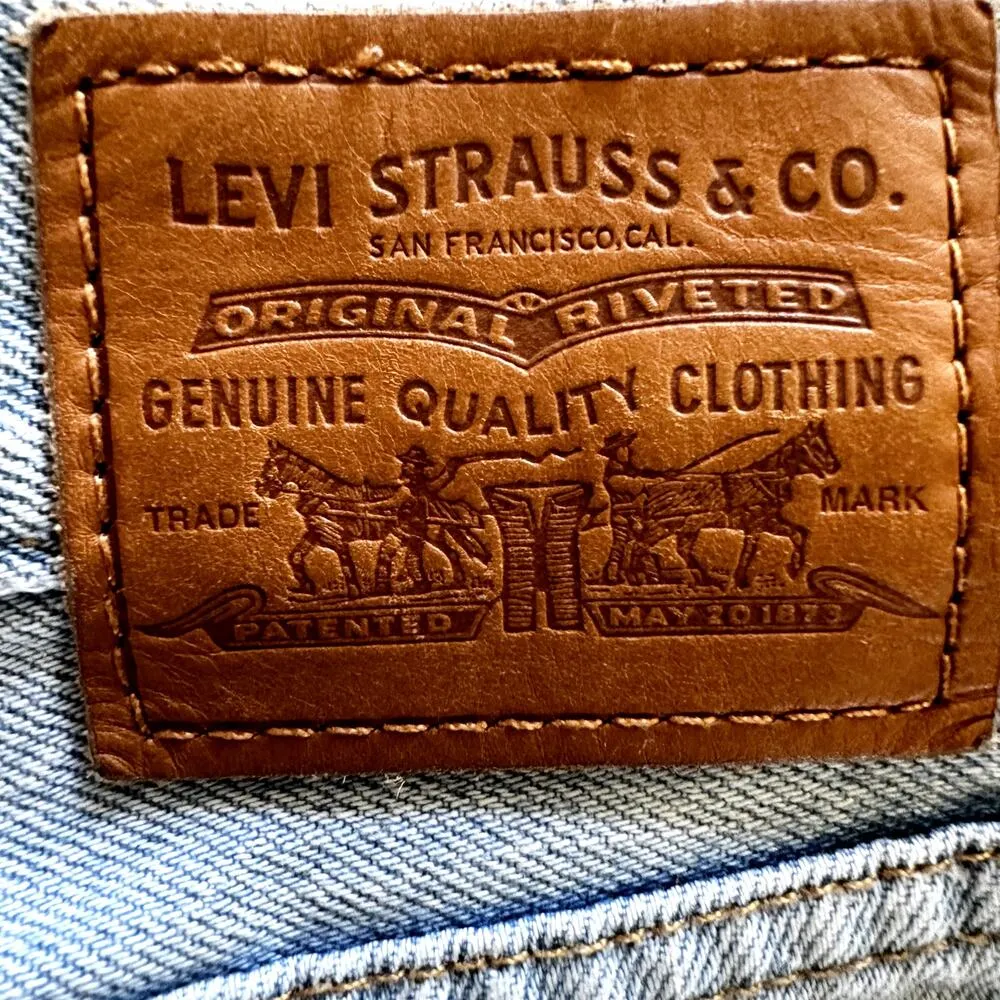 LEVI STRAUSS & CO.
SAN FRANCISCO, CAL.
ORIGINAL RIVETED
GENUINE QUALITY CLOTHING
TRADE MARK
PATENTED MAY 20 1873